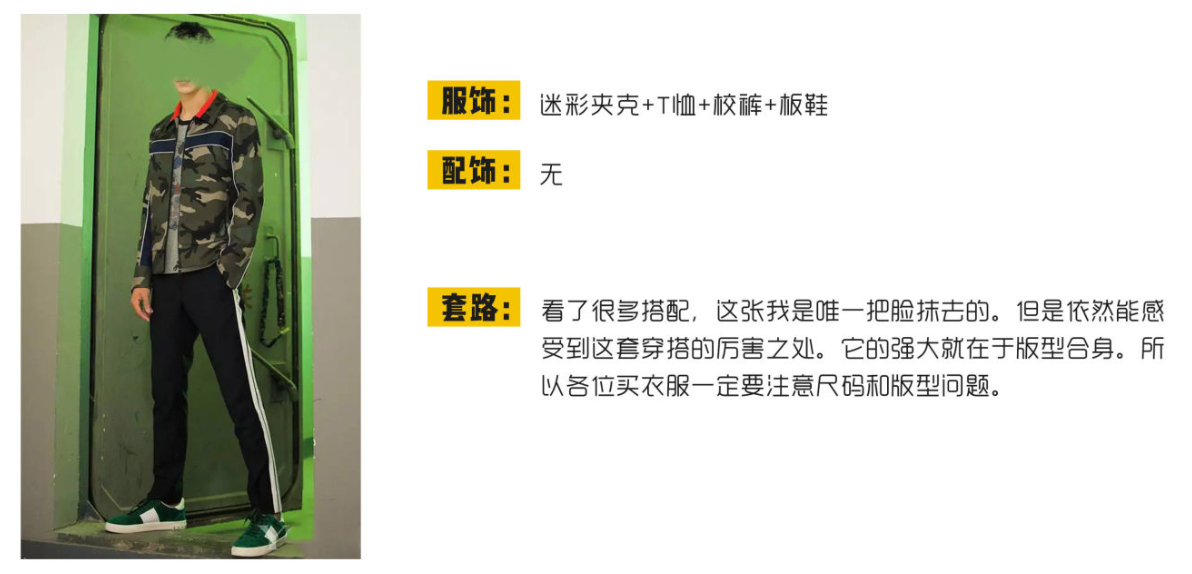 服饰： 迷彩夹克+T恤+校裤+板鞋
配饰： 无
套路： 看了很多搭配，这张我是唯一把脸抹去的。但是依然能感
受到这套穿搭的厉害之处。它的强大就在于版型合身。所
以各位买衣服一定要注意尺码和版型问题。